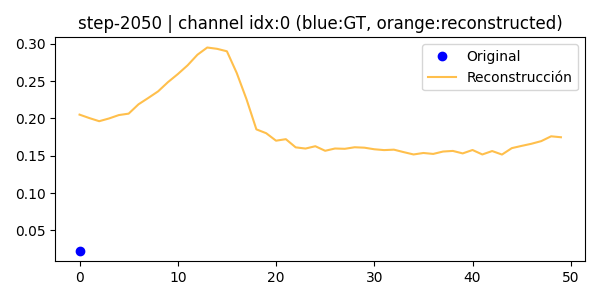 step-2050 | channel idx:0 (blue:GT, orange:reconstructed)
Original
Reconstrucción
0.30
0.25
0.20
0.15
0.10
0.05
0 10 20 30 40 50